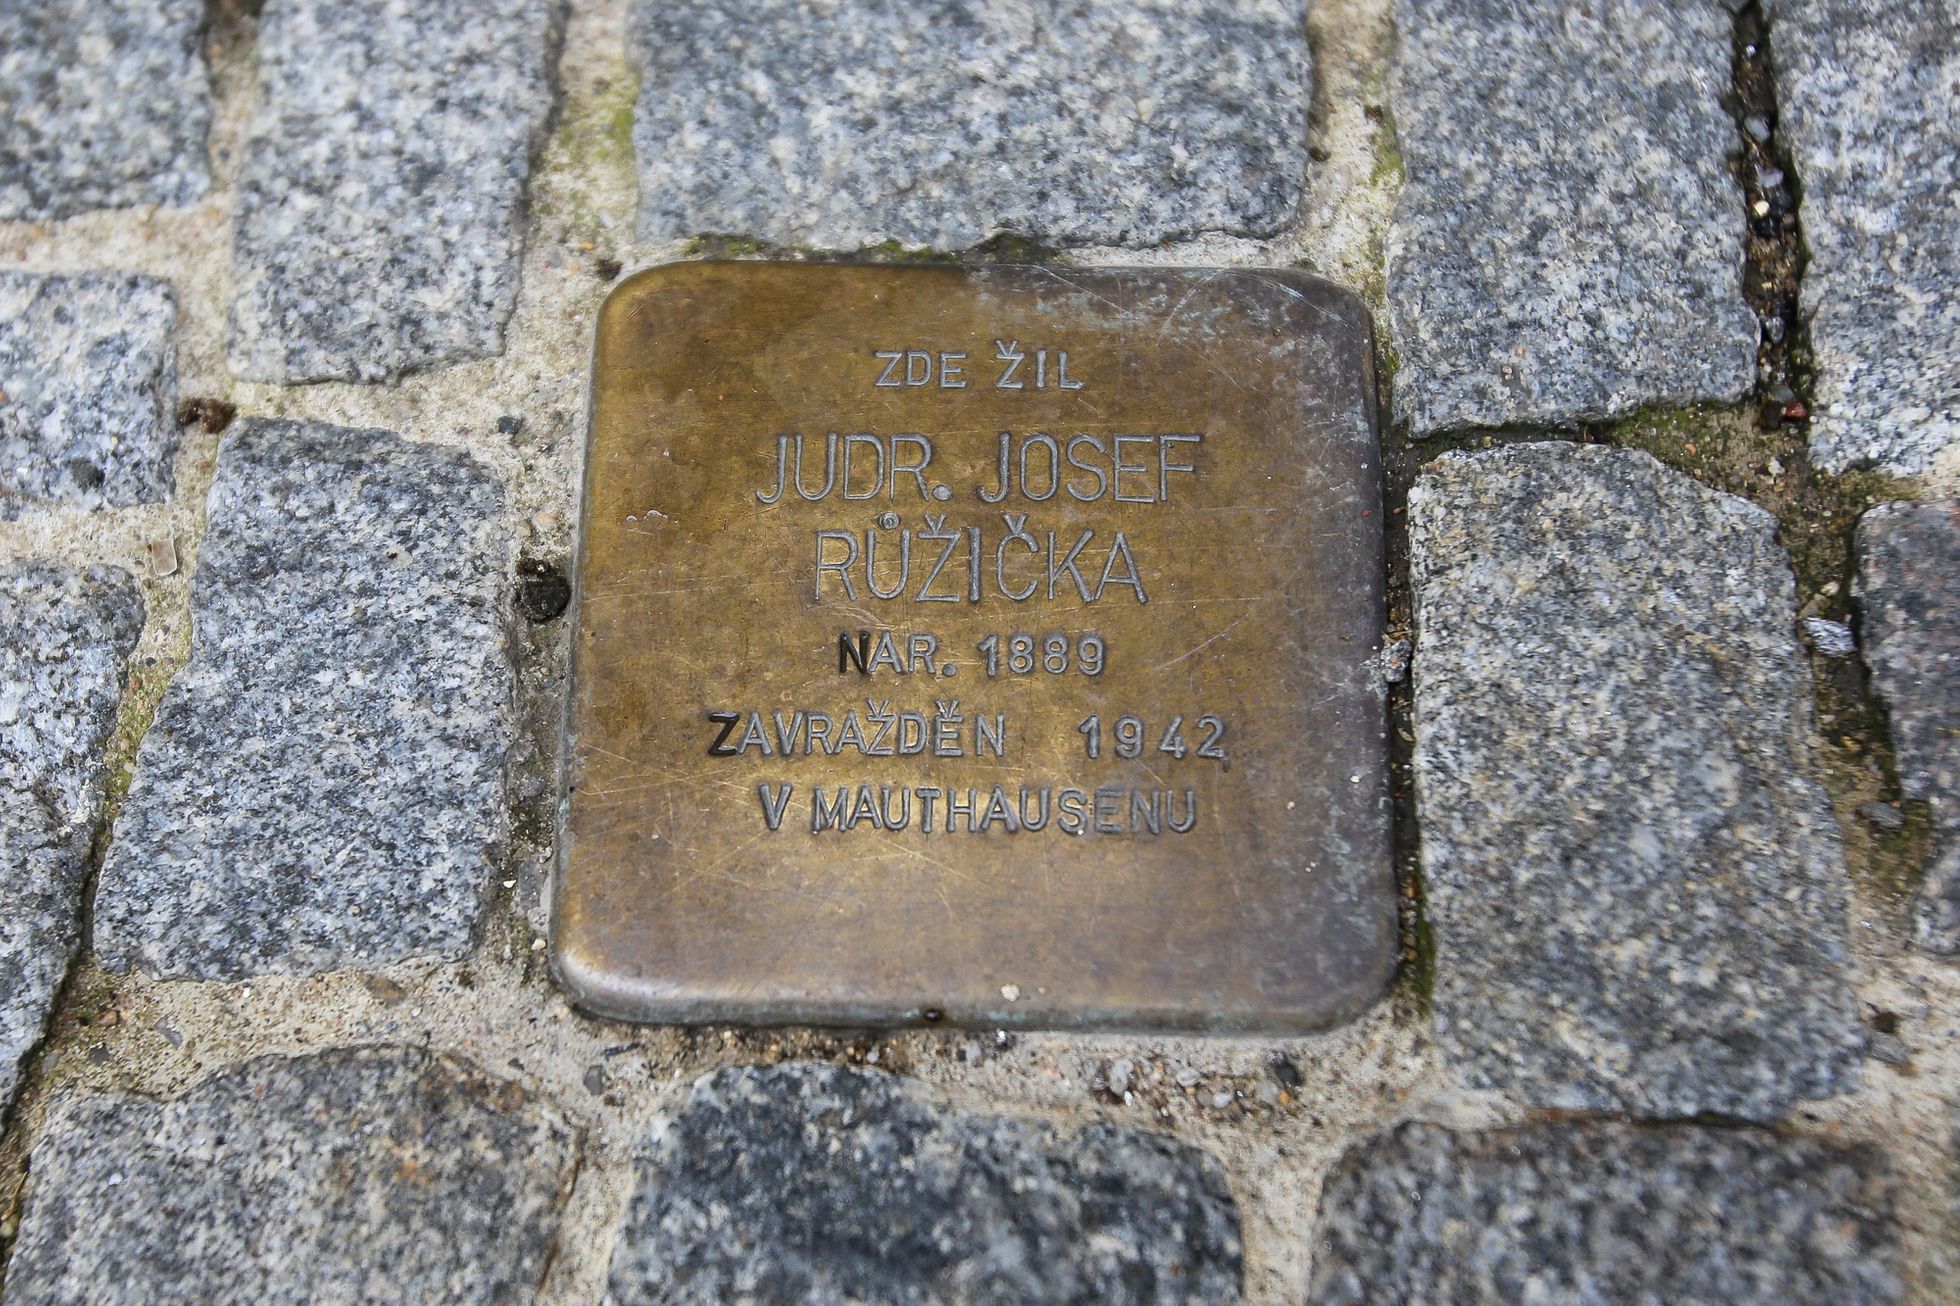 ZDE ŽIL
JUDR. JOSEF
RŮŽIČKA
NAR. 1889
ZAVRAŽDĚN 1942
V MAUTHAUSENU